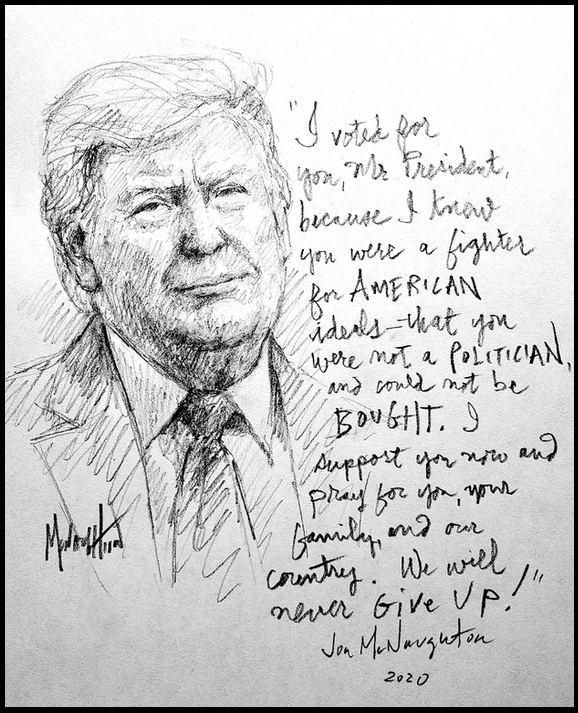 "I voted for
you, Mr. President,
because I knew
you were a fighter
for AMERICAN
ideals—that you
were not a POLITICIAN,
and could not be
BOUGHT. I
support you now and
pray for you, your
family, and our
country. We will
never GIVE UP!"
Jon McNaughton
2020
McNaughton